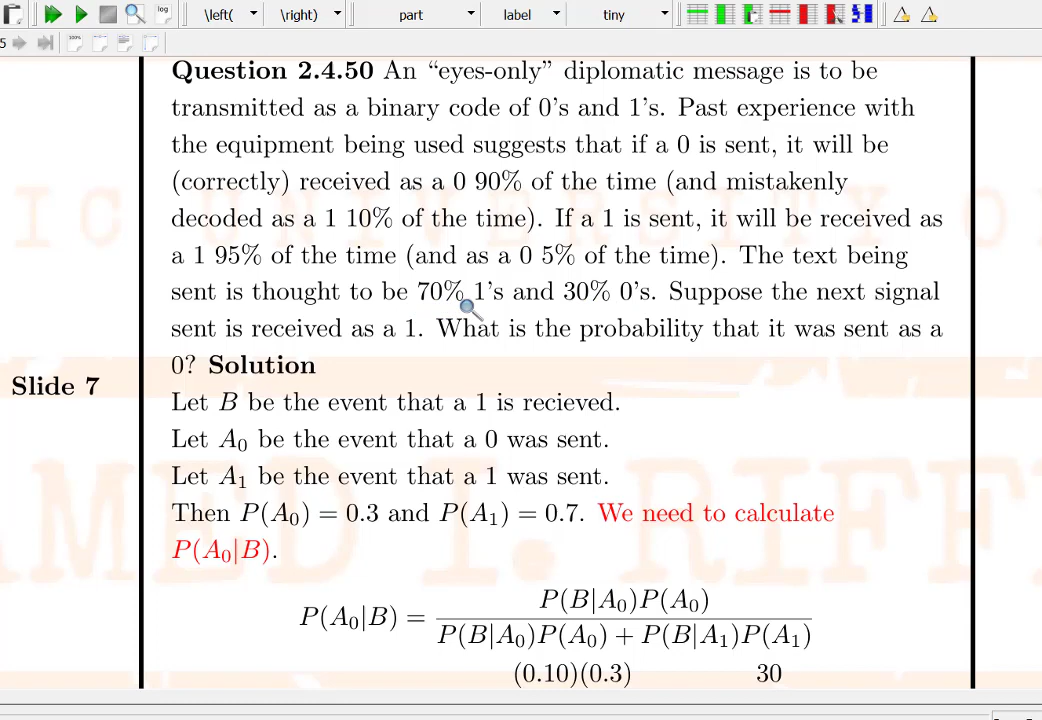 log \left( \right) part label tiny
5 100%
Question 2.4.50 An “eyes-only” diplomatic message is to be
transmitted as a binary code of 0’s and 1’s. Past experience with
the equipment being used suggests that if a 0 is sent, it will be
(correctly) received as a 0 90% of the time (and mistakenly
decoded as a 1 10% of the time). If a 1 is sent, it will be received as
a 1 95% of the time (and as a 0 5% of the time). The text being
sent is thought to be 70% 1’s and 30% 0’s. Suppose the next signal
sent is received as a 1. What is the probability that it was sent as a
0? Solution
Slide 7
Let B be the event that a 1 is recieved.
Let A₀ be the event that a 0 was sent.
Let A₁ be the event that a 1 was sent.
Then P(A₀) = 0.3 and P(A₁) = 0.7. We need to calculate
P(A₀|B).
P(B|A₀)P(A₀)
P(A₀|B) =
P(B|A₀)P(A₀) + P(B|A₁)P(A₁)
(0.10)(0.3) 30